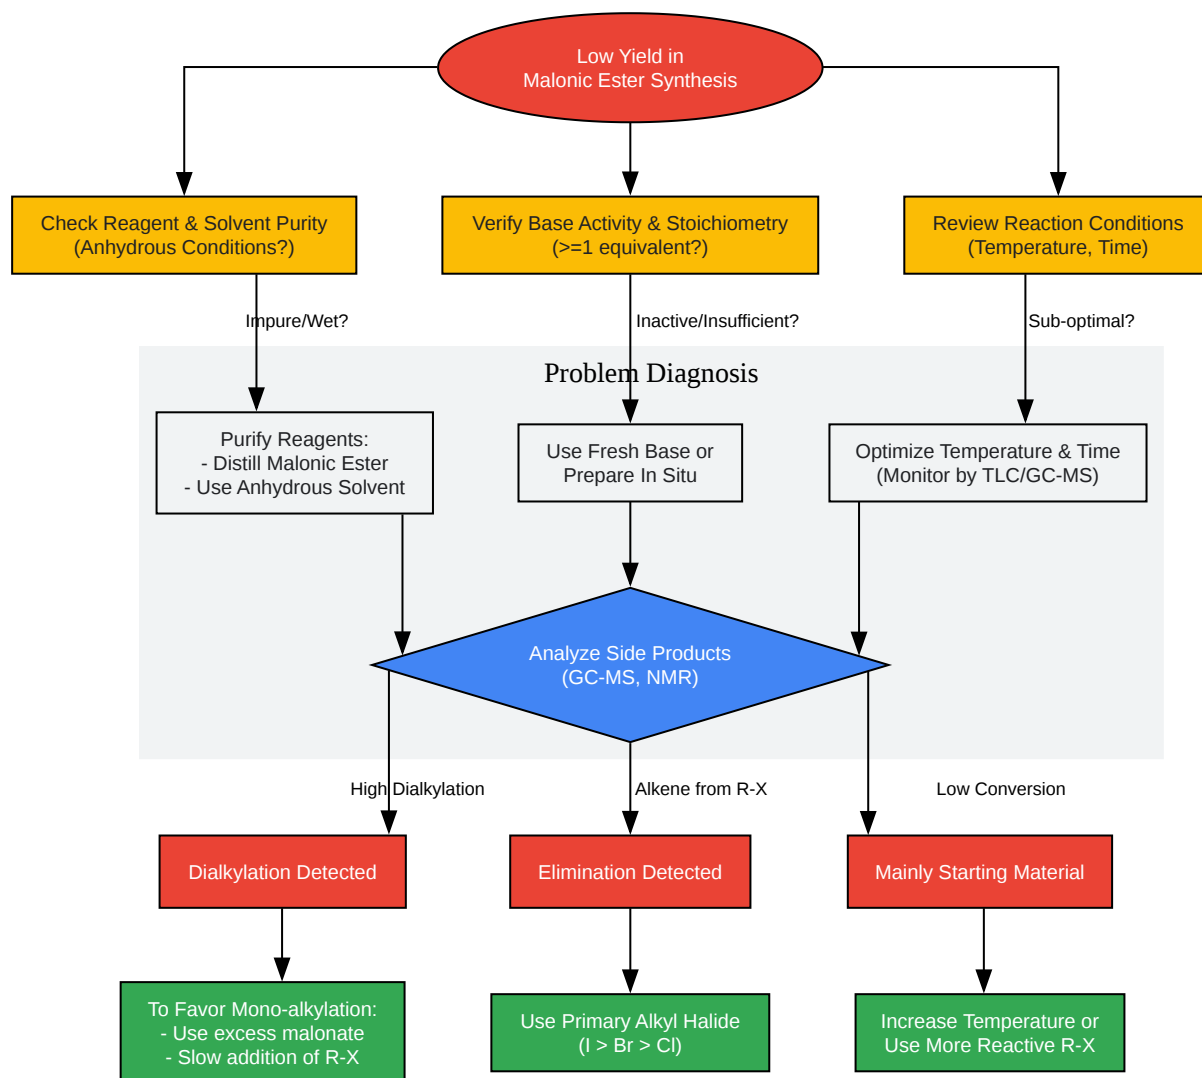 Low Yield in
Malonic Ester Synthesis
Check Reagent & Solvent Purity
(Anhydrous Conditions?)
Verify Base Activity & Stoichiometry
(>=1 equivalent?)
Review Reaction Conditions
(Temperature, Time)
Impure/Wet?
Inactive/Insufficient?
Sub-optimal?
Problem Diagnosis
Purify Reagents:
- Distill Malonic Ester
- Use Anhydrous Solvent
Use Fresh Base or
Prepare In Situ
Optimize Temperature & Time
(Monitor by TLC/GC-MS)
Analyze Side Products
(GC-MS, NMR)
High Dialkylation
Alkene from R-X
Low Conversion
Dialkylation Detected
Elimination Detected
Mainly Starting Material
To Favor Mono-alkylation:
- Use excess malonate
- Slow addition of R-X
Use Primary Alkyl Halide
(I > Br > Cl)
Increase Temperature or
Use More Reactive R-X